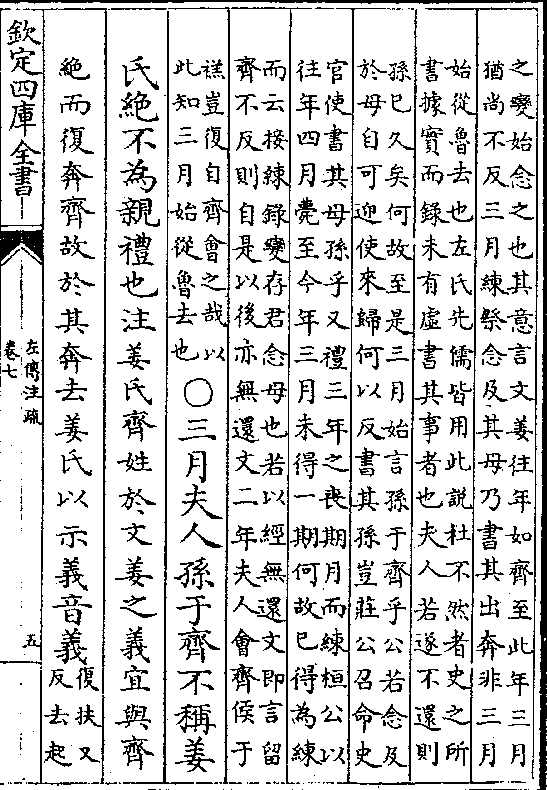 之變始念之也其意言文姜往年如齊至此年三月
猶尚不反三月練祭念及其母乃書其出奔非三月
始從魯去也左氏先儒皆用此說杜不然者史之所
書據實而錄未有虛書其事者也夫人若遂不還則
孫已久矣何故至是三月始言孫于齊乎公若念及
於母自可迎使來歸何以反書其孫豈莊公召命史
官使書其母孫乎又禮三年之喪期月而練桓公以
往年四月薨至今年三月未得一期何故已得為練
而云接練錄變存君念母也若以經無還文即言留
齊不反則自是以後亦無還文二年夫人會齊侯于
禚豈復自齊會之哉以
此知三月始從魯去也
〇三月夫人孫于齊不稱姜
氏絶不為親禮也注姜氏齊姓於文姜之義宜與齊
絶而復奔齊故於其奔去姜氏以示義音義
復扶又
反去起
欽定四庫全書
左傳注疏
卷七
五